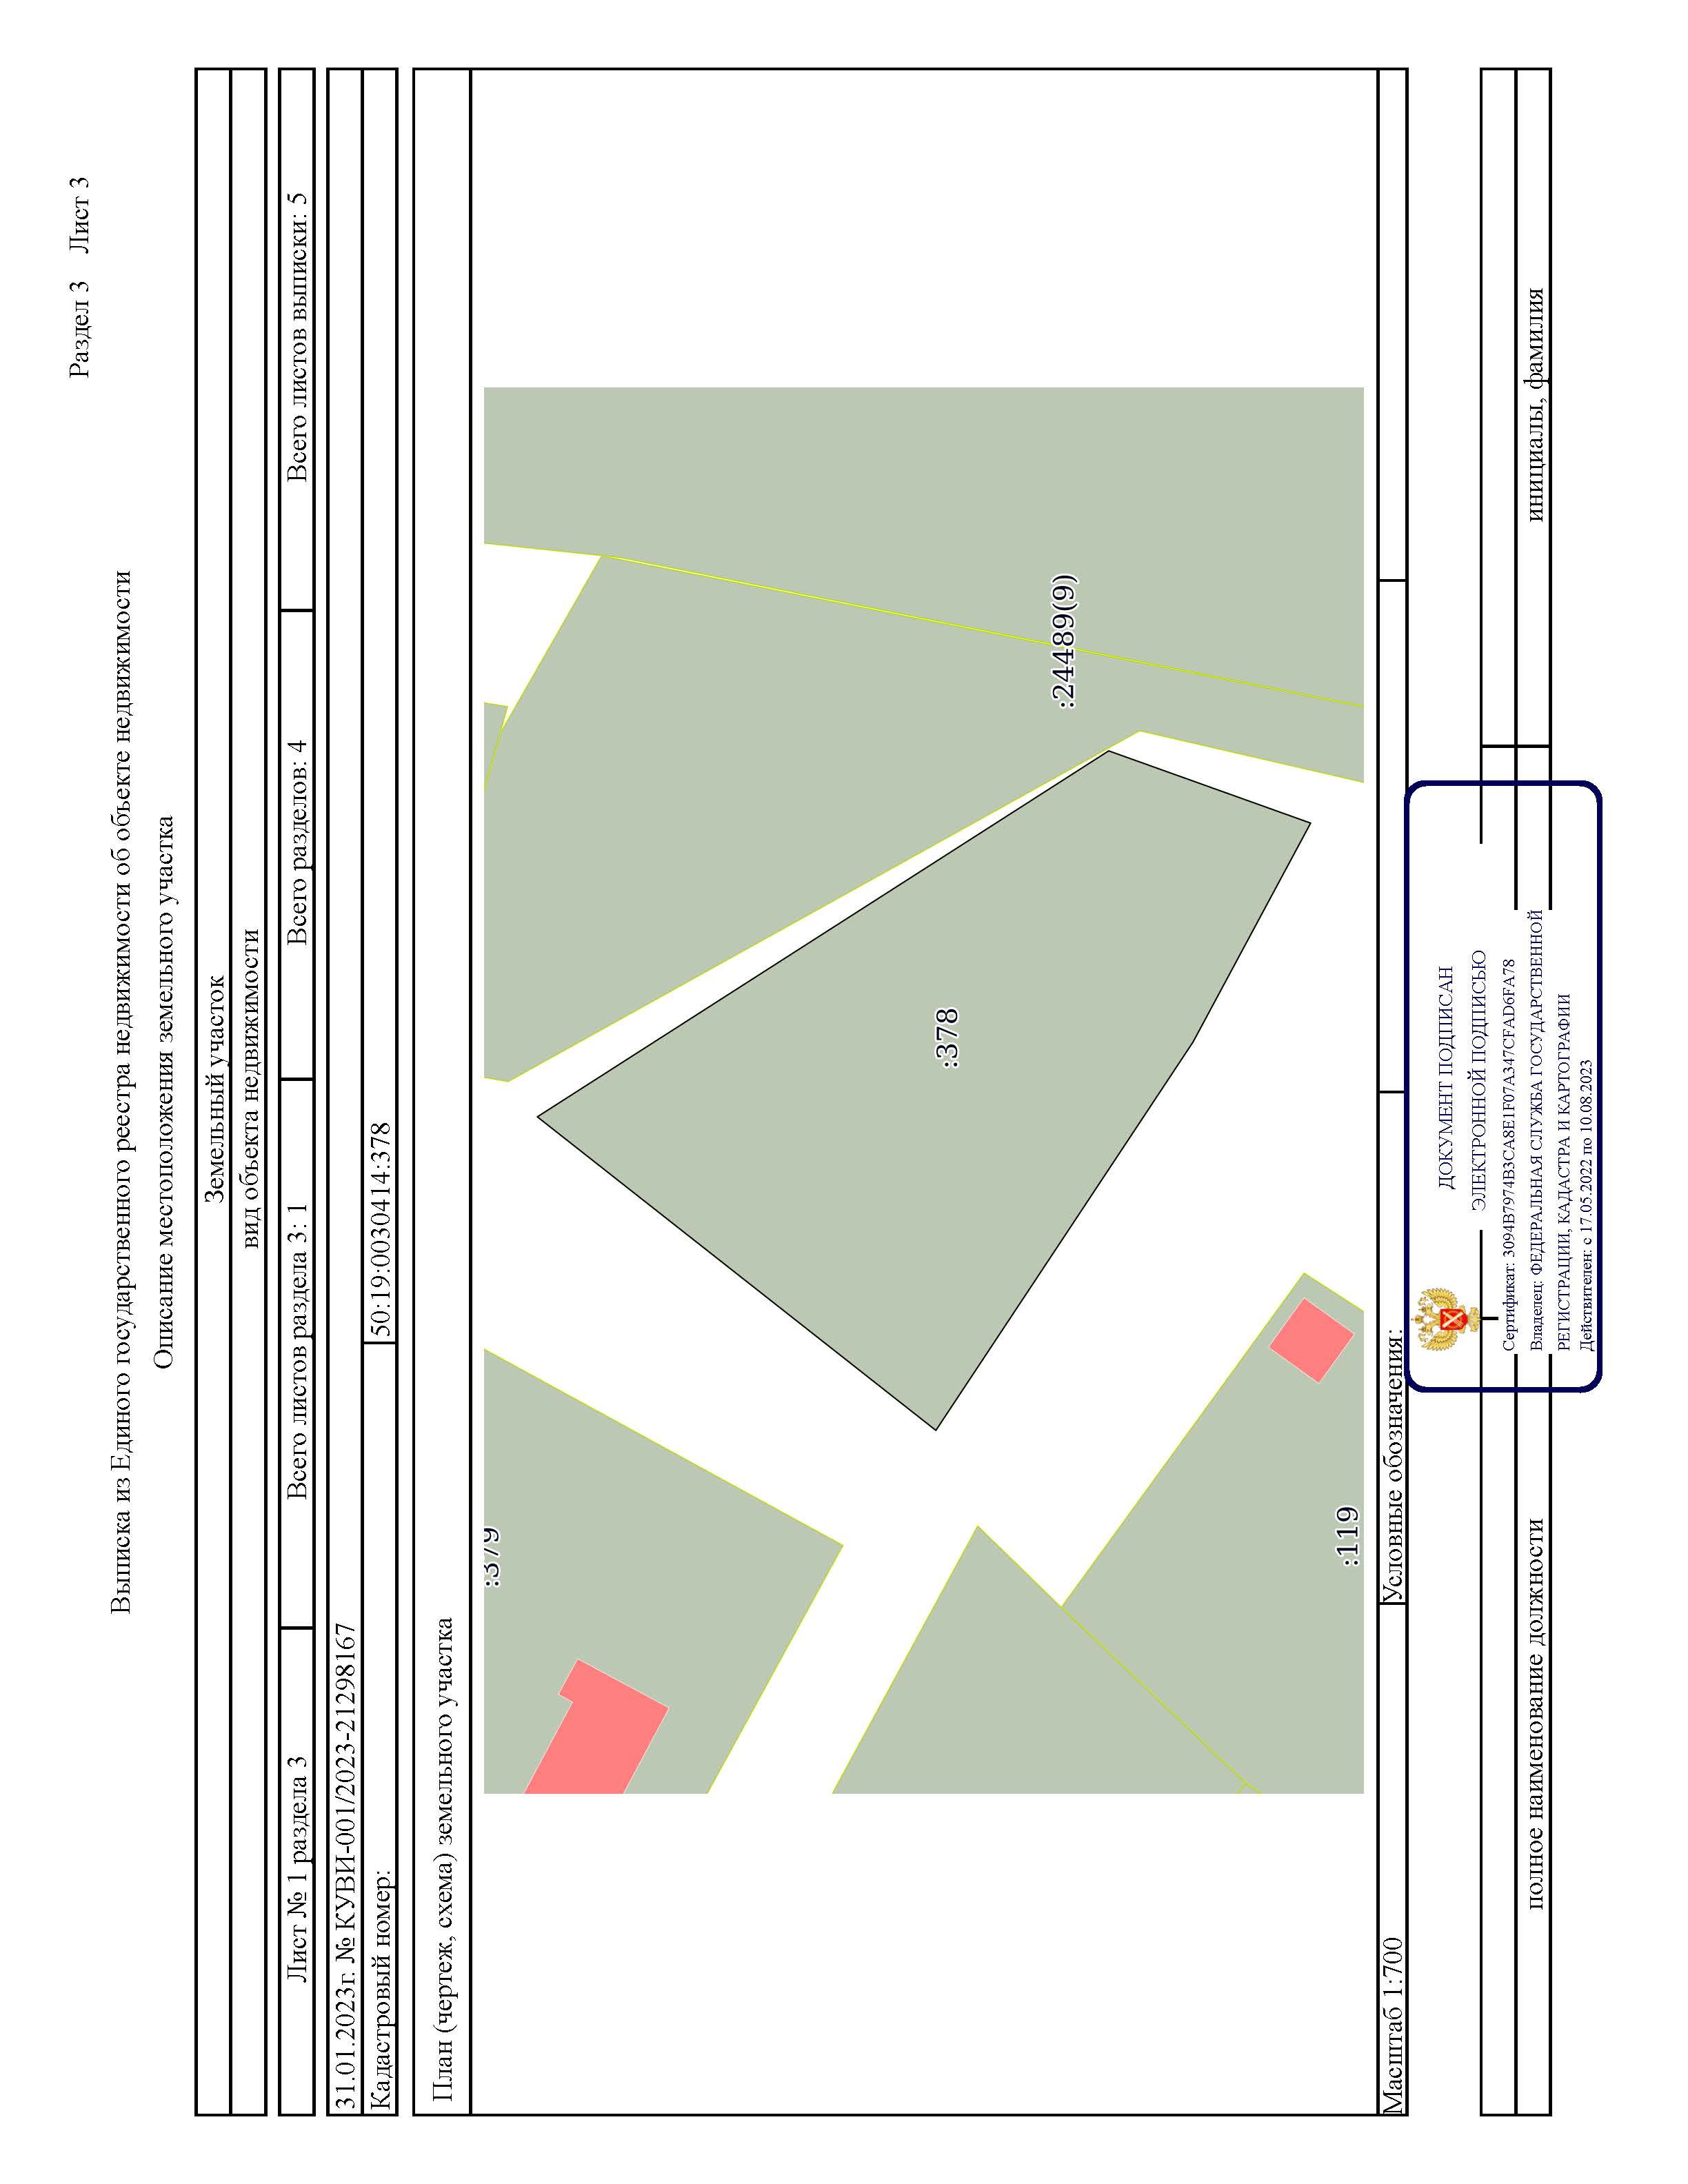 Раздел 3 Лист 3
Выписка из Единого государственного реестра недвижимости об объекте недвижимости
Описание местоположения земельного участка
Земельный участок
вид объекта недвижимости
Лист № 1 раздела 3 Всего листов раздела 3: 1 Всего разделов: 4 Всего листов выписки: 5
31.01.2023г. № КУВИ-001/2023-21298167
Кадастровый номер: 50:19:0030414:378
План (чертеж, схема) земельного участка
:379
:378
:24489(9)
:119
Масштаб 1:700 Условные обозначения:
ДОКУМЕНТ ПОДПИСАН
ЭЛЕКТРОННОЙ ПОДПИСЬЮ
Сертификат: 3094B7974B3CA8E1F07A347CFAD6FA78
Владелец: ФЕДЕРАЛЬНАЯ СЛУЖБА ГОСУДАРСТВЕННОЙ
РЕГИСТРАЦИИ, КАДАСТРА И КАРТОГРАФИИ
Действителен: с 17.05.2022 по 10.08.2023
полное наименование должности инициалы, фамилия